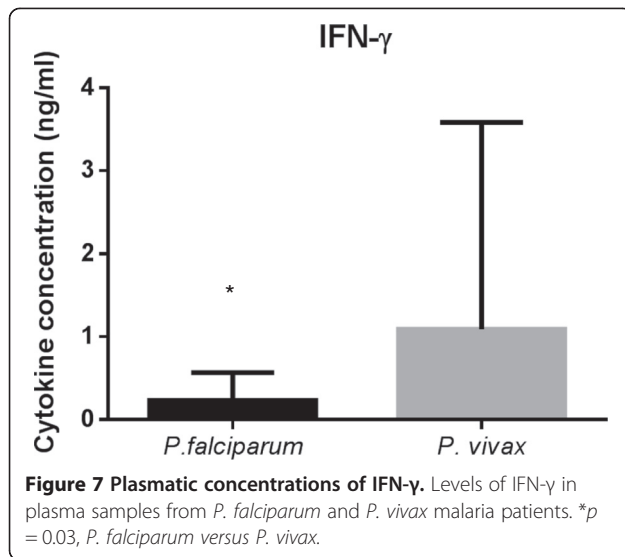 IFN-γ
Cytokine concentration (ng/ml)
4
3
2
1
0
*
P.falciparum
P. vivax
Figure 7 Plasmatic concentrations of IFN-γ. Levels of IFN-γ in
plasma samples from P. falciparum and P. vivax malaria patients. *p
= 0.03, P. falciparum versus P. vivax.